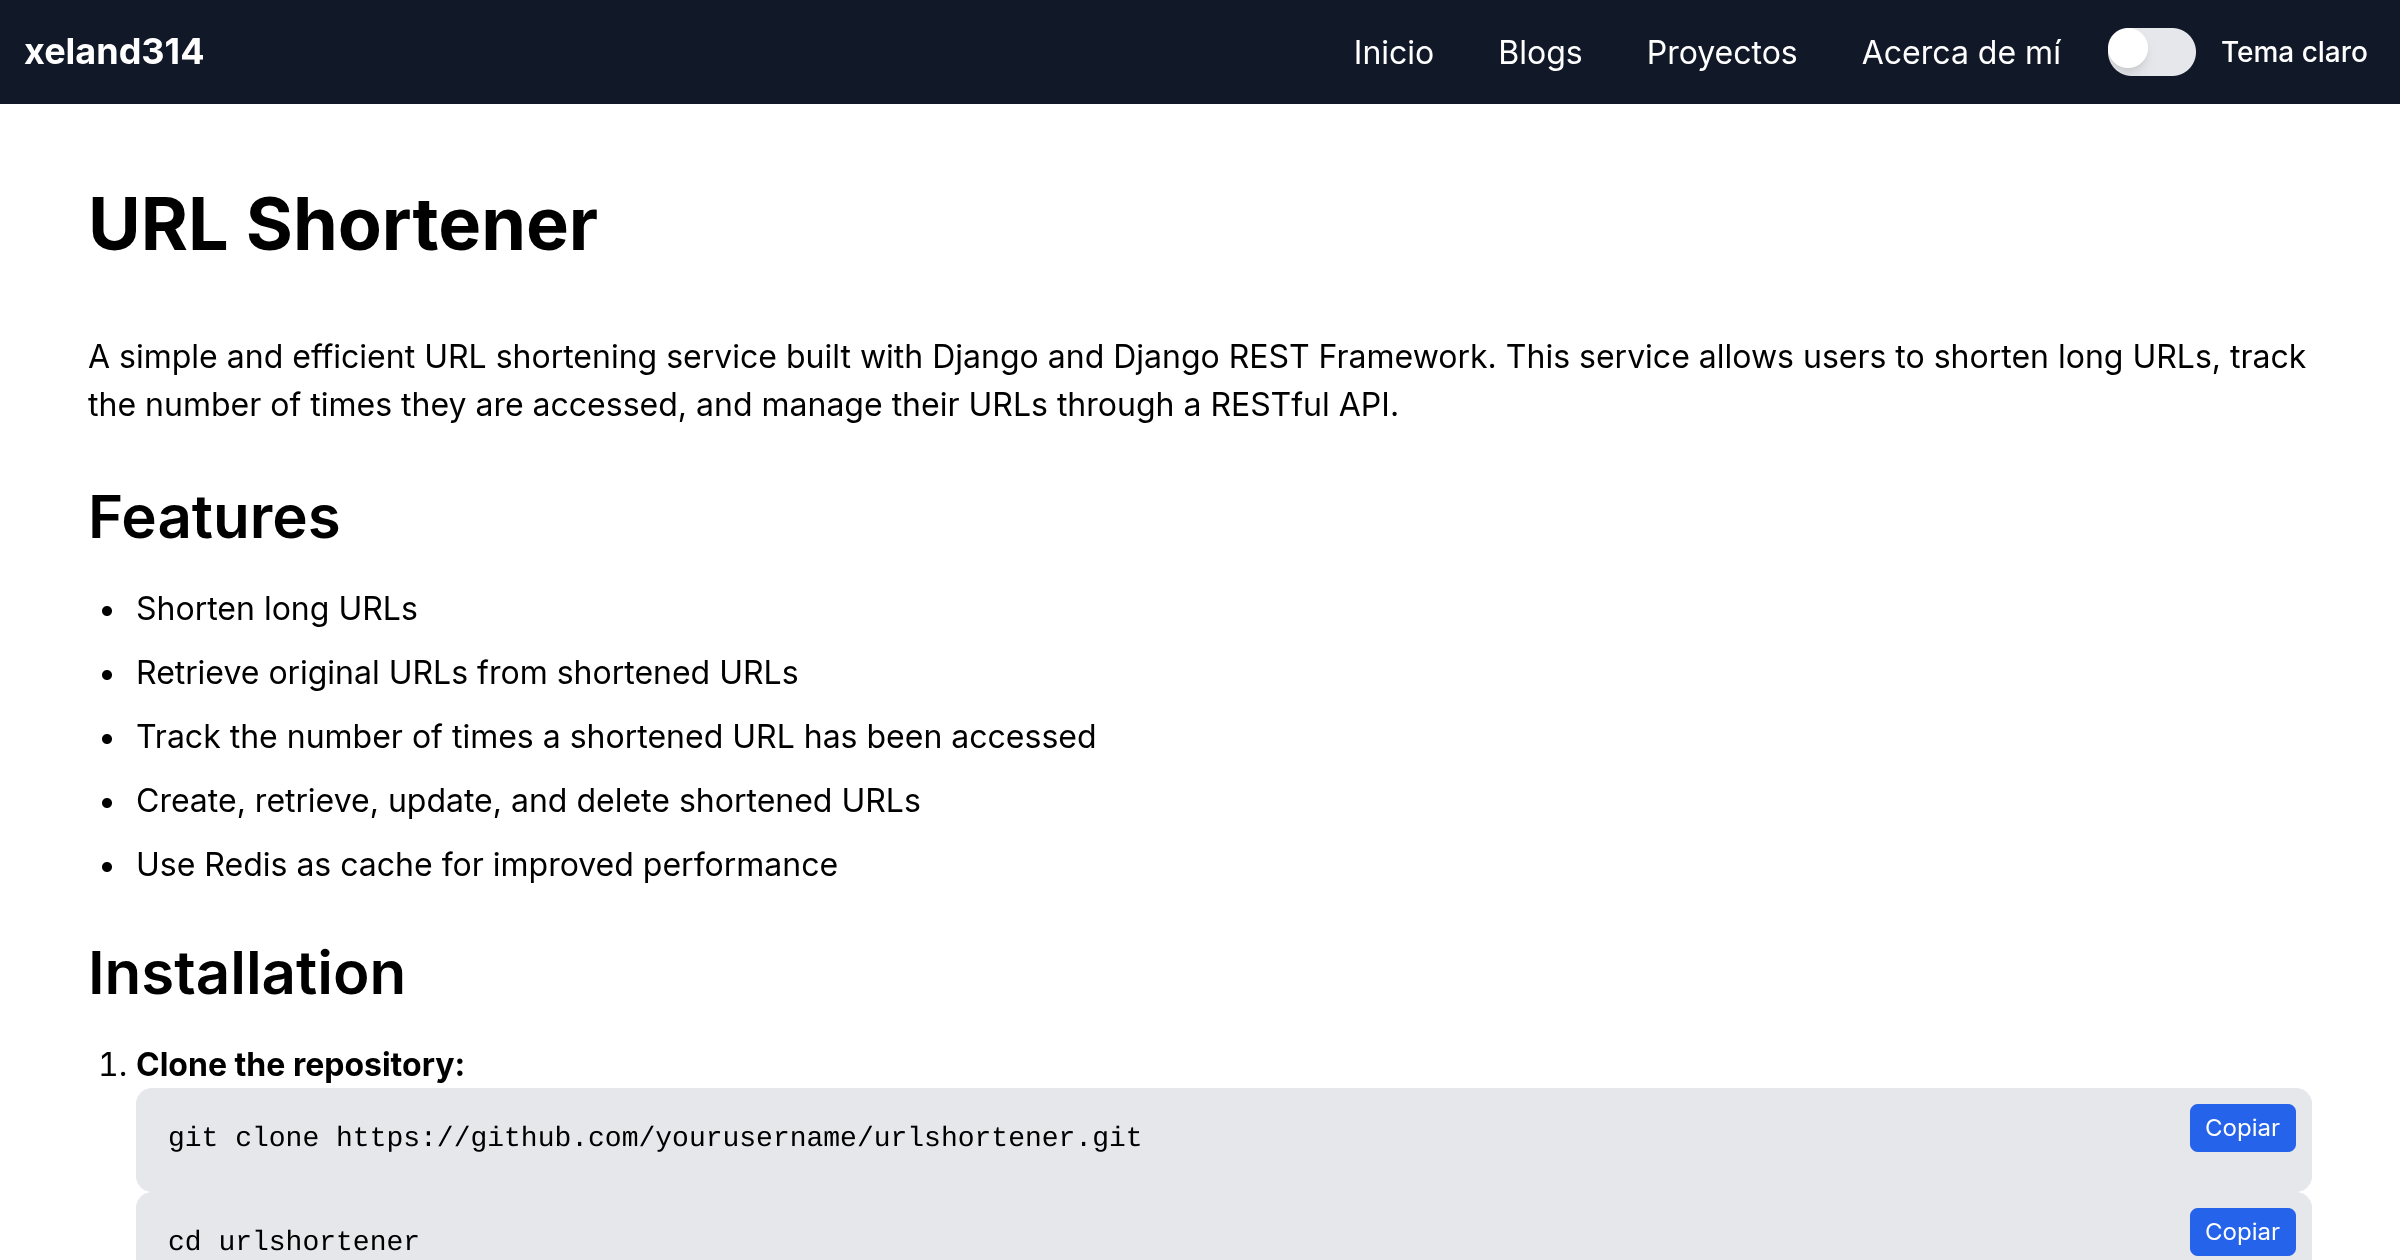 xeland314
Inicio
Blogs
Proyectos
Acerca de mí
Tema claro
URL Shortener
A simple and efficient URL shortening service built with Django and Django REST Framework. This service allows users to shorten long URLs, track
the number of times they are accessed, and manage their URLs through a RESTful API.
Features
• Shorten long URLs
• Retrieve original URLs from shortened URLs
• Track the number of times a shortened URL has been accessed
• Create, retrieve, update, and delete shortened URLs
• Use Redis as cache for improved performance
Installation
1. Clone the repository:
git clone https://github.com/yourusername/urlshortener.git
Copiar
cd urlshortener
Copiar